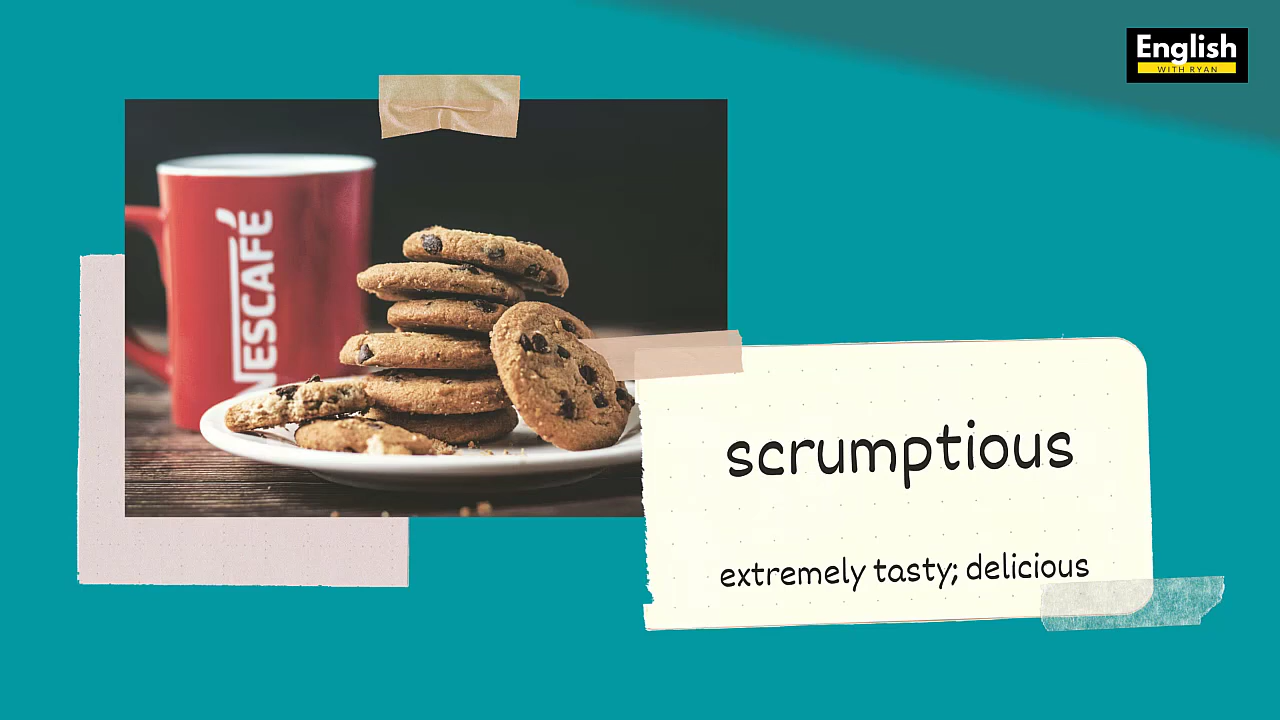 English
WITH RYAN
NESCAFÉ
scrumptious
extremely tasty; delicious